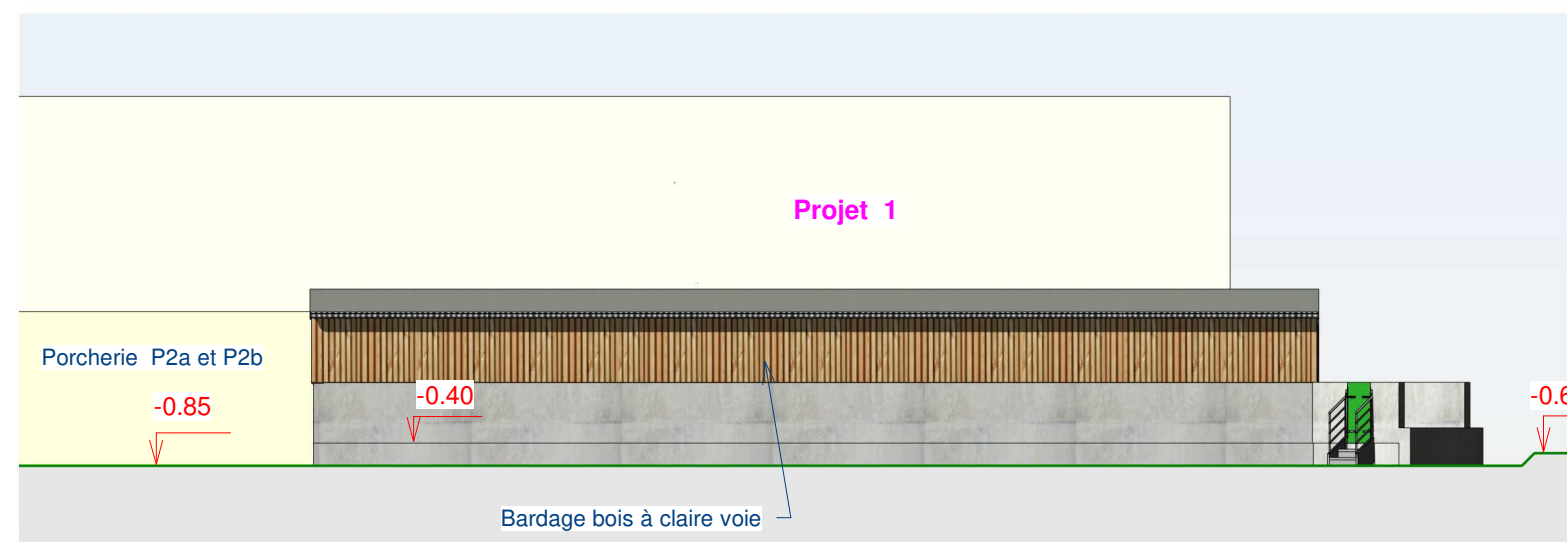 Projet 1
Porcherie P2a et P2b
-0.85
-0.40
Bardage bois à claire voie